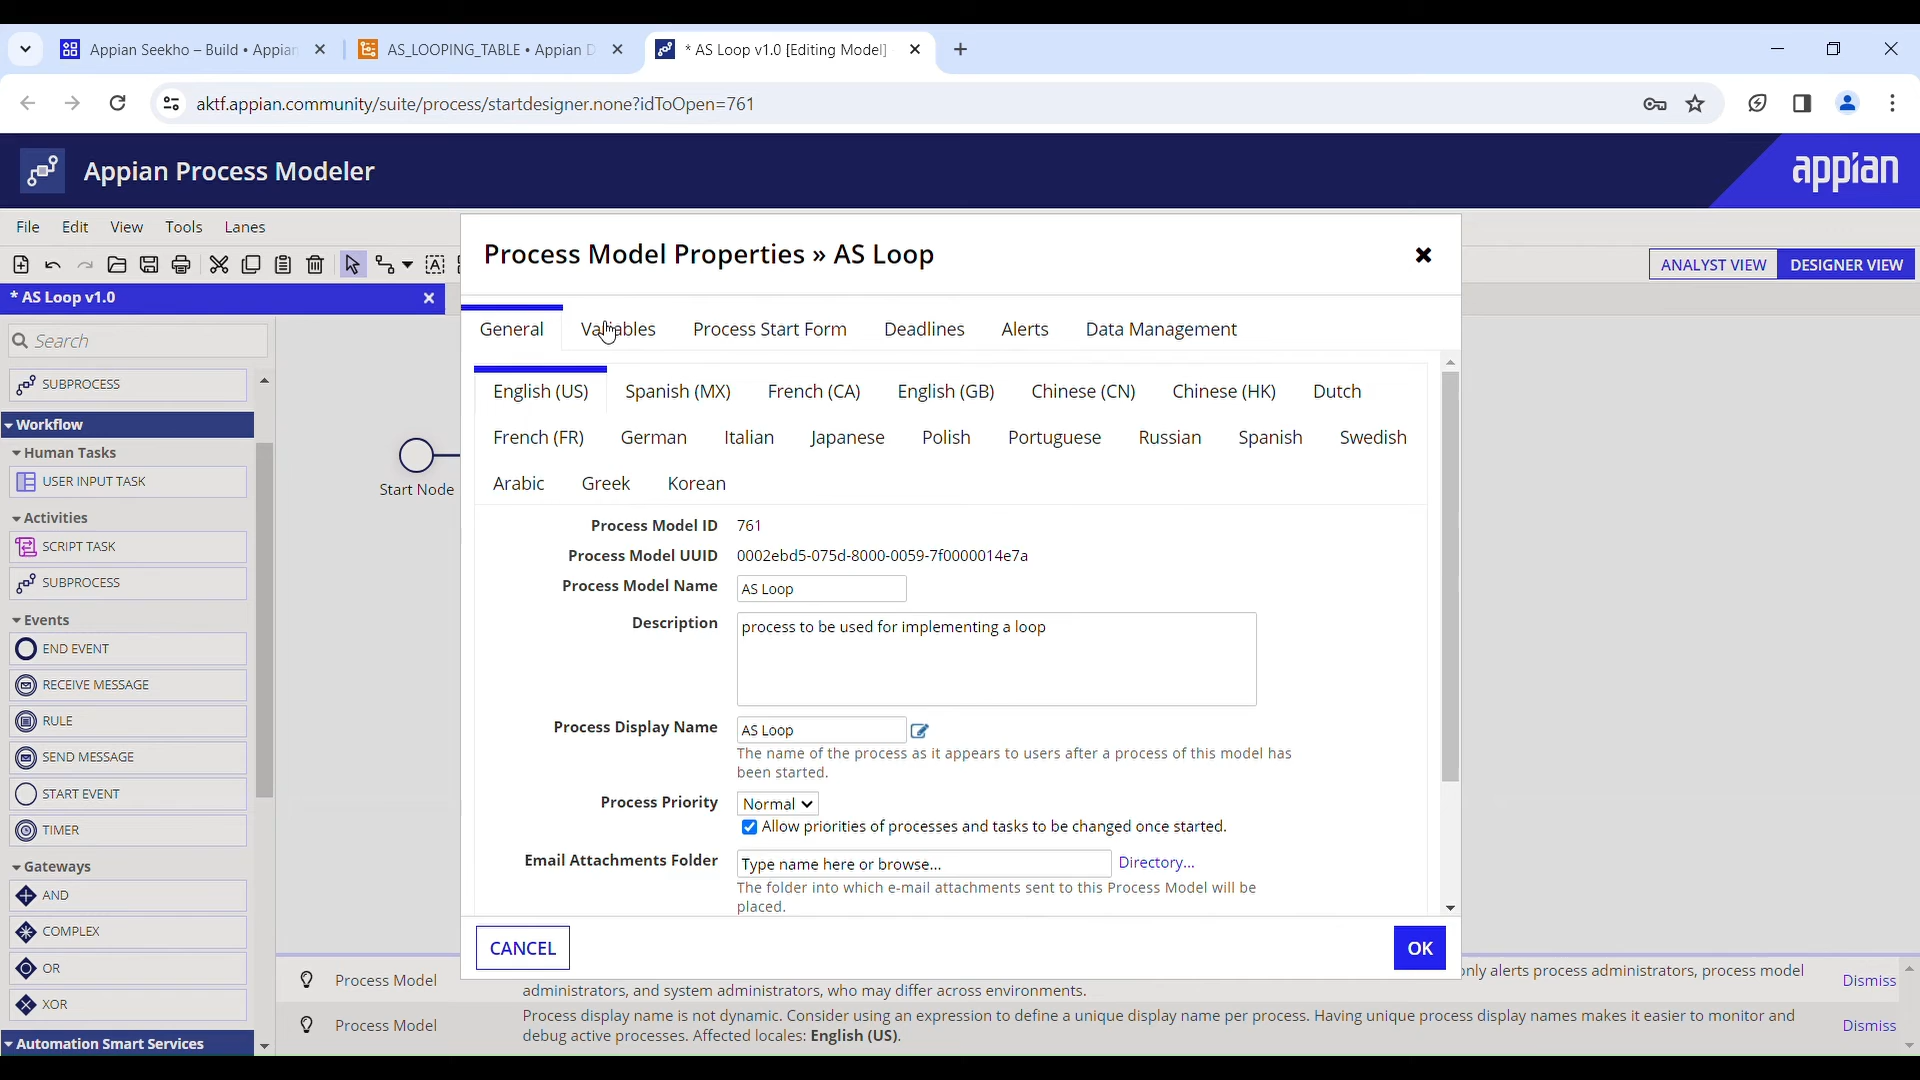 Appian Seekho – Build • Appian
AS_LOOPING_TABLE • Appian D
* AS Loop v1.0 [Editing Model]
aktf.appian.community/suite/process/startdesigner.none?idToOpen=761
Appian Process Modeler
appian
File Edit View Tools Lanes
ANALYST VIEW DESIGNER VIEW
* AS Loop v1.0
Search
SUBPROCESS
Workflow
Human Tasks
USER INPUT TASK
Activities
SCRIPT TASK
SUBPROCESS
Events
END EVENT
RECEIVE MESSAGE
RULE
SEND MESSAGE
START EVENT
TIMER
Gateways
AND
COMPLEX
OR
XOR
Automation Smart Services
Start Node
Process Model Properties » AS Loop
General Variables Process Start Form Deadlines Alerts Data Management
English (US) Spanish (MX) French (CA) English (GB) Chinese (CN) Chinese (HK) Dutch
French (FR) German Italian Japanese Polish Portuguese Russian Spanish Swedish
Arabic Greek Korean
Process Model ID 761
Process Model UUID 0002ebd5-075d-8000-0059-7f0000014e7a
Process Model Name AS Loop
Description process to be used for implementing a loop
Process Display Name AS Loop
The name of the process as it appears to users after a process of this model has
been started.
Process Priority Normal
Allow priorities of processes and tasks to be changed once started.
Email Attachments Folder Type name here or browse... Directory...
The folder into which e-mail attachments sent to this Process Model will be
placed.
CANCEL OK
only alerts process administrators, process model
Process Model administrators, and system administrators, who may differ across environments. Dismiss
Process Model Process display name is not dynamic. Consider using an expression to define a unique display name per process. Having unique process display names makes it easier to monitor and Dismiss
debug active processes. Affected locales: English (US).